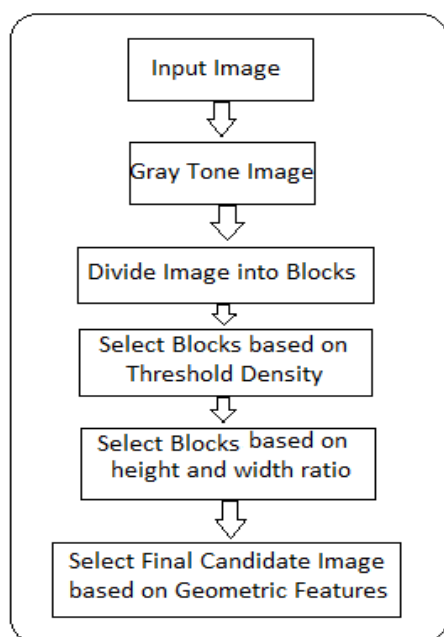 Input Image
Gray Tone Image
Divide Image into Blocks
Select Blocks based on
Threshold Density
Select Blocks based on
height and width ratio
Select Final Candidate Image
based on Geometric Features